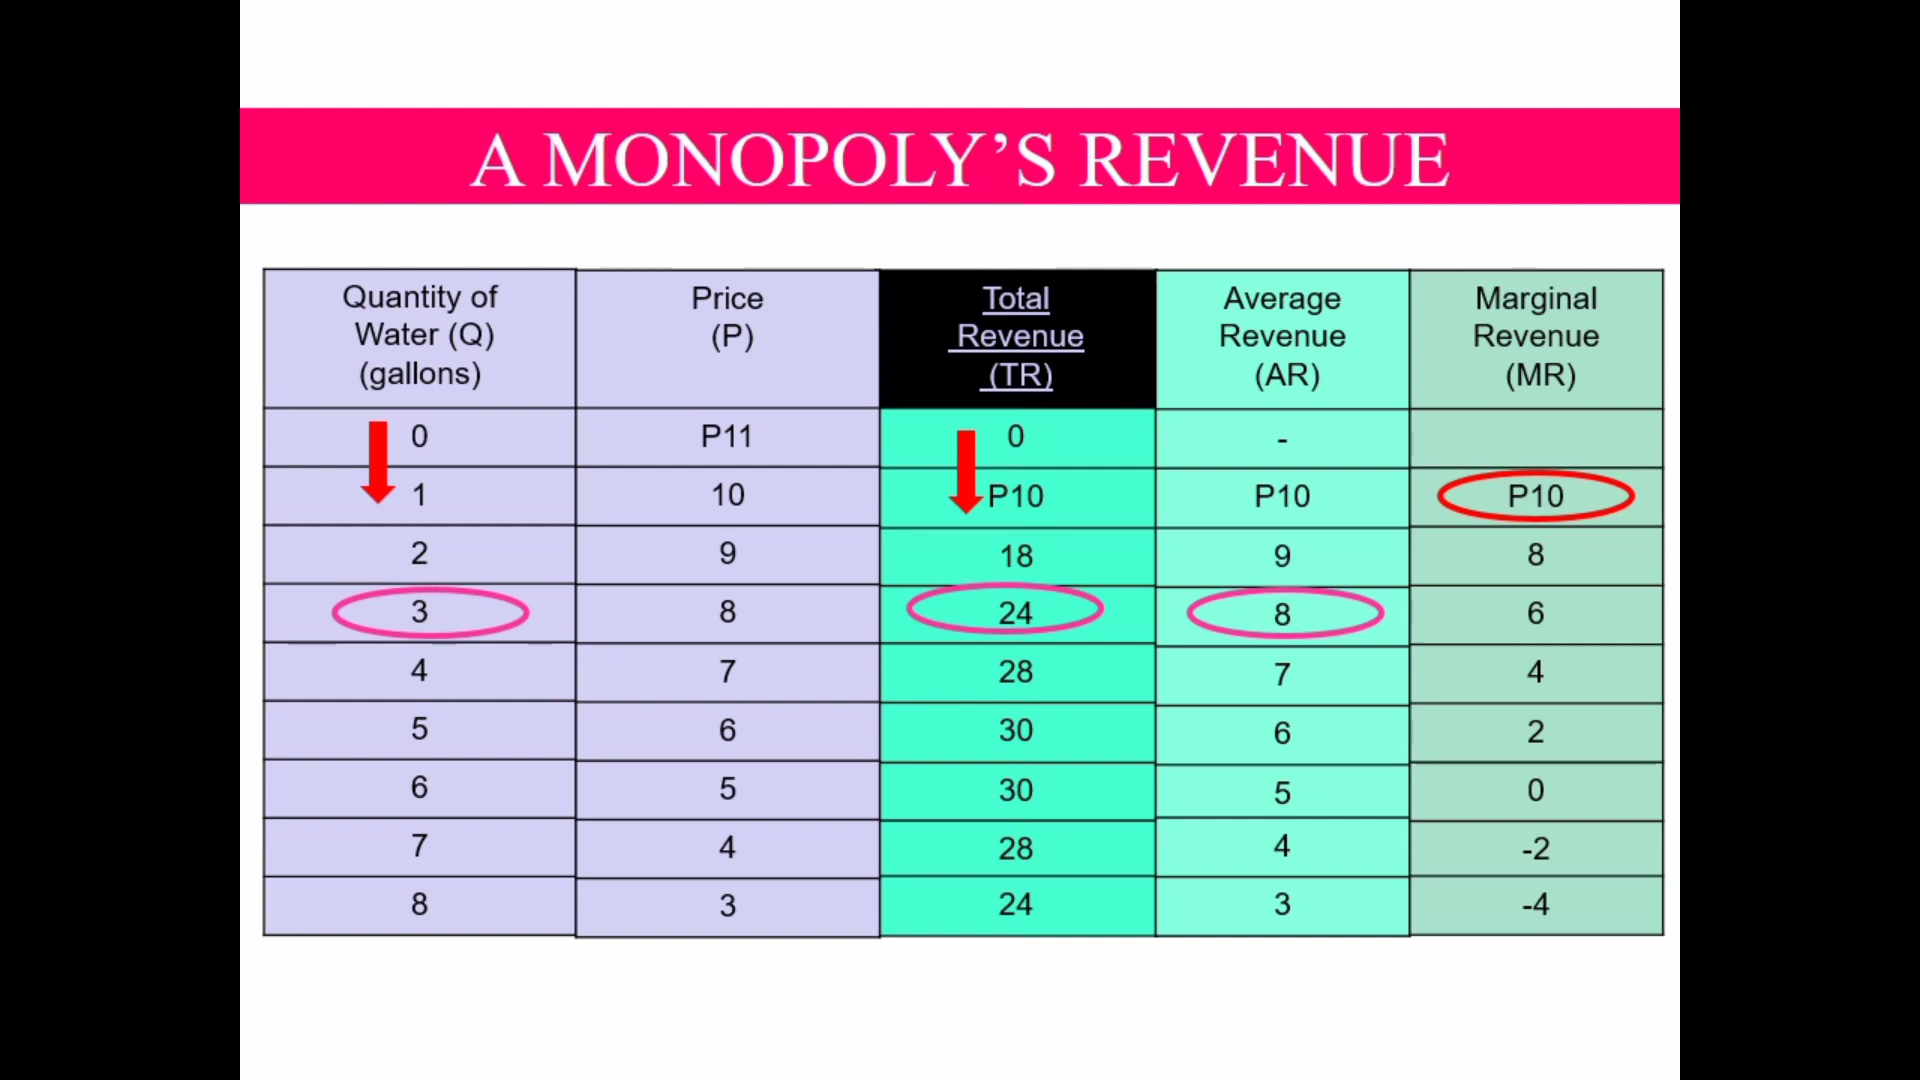 A MONOPOLY’S REVENUE
Quantity of Water (Q) (gallons) Price (P) Total Revenue (TR) Average Revenue (AR) Marginal Revenue (MR)
0 P11 0 -
1 10 P10 P10 P10
2 9 18 9 8
3 8 24 8 6
4 7 28 7 4
5 6 30 6 2
6 5 30 5 0
7 4 28 4 -2
8 3 24 3 -4